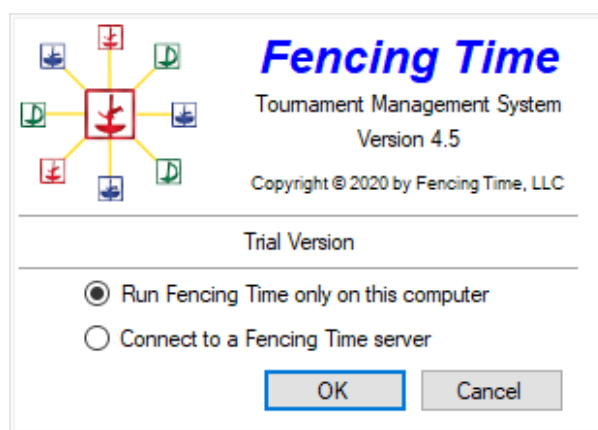 Fencing Time
Tournament Management System
Version 4.5
Copyright © 2020 by Fencing Time, LLC
Trial Version
Run Fencing Time only on this computer
Connect to a Fencing Time server
OK Cancel